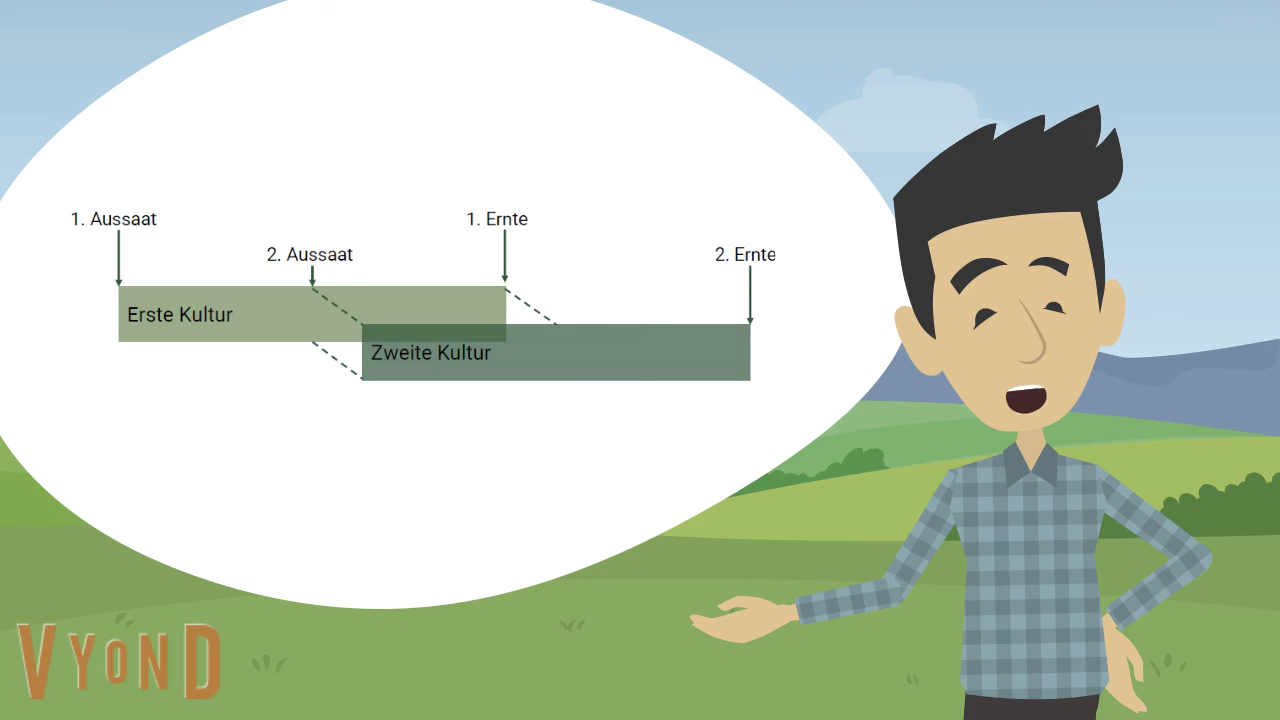 1. Aussaat
1. Ernte
2. Aussaat
2. Ernte
Erste Kultur
Zweite Kultur
VYOND